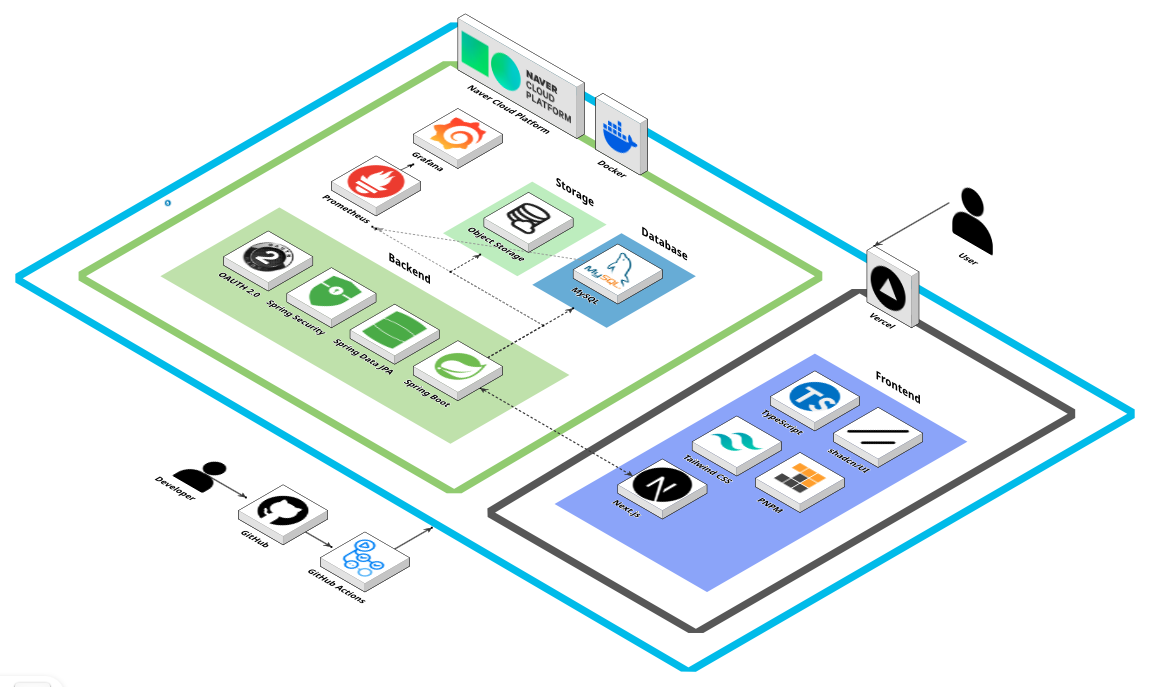 NAVER
CLOUD
PLATFORM
Naver Cloud Platform
Docker
Grafana
Prometheus
Storage
Object Storage
Database
MySQL
MySQL
Backend
2
OAUTH 2.0
Spring Security
Spring Data JPA
Spring Boot
User
Vercel
Frontend
TS
TypeScript
shadcn/UI
Tailwind CSS
PNPM
N
Next.js
Developer
GitHub
GitHub Actions